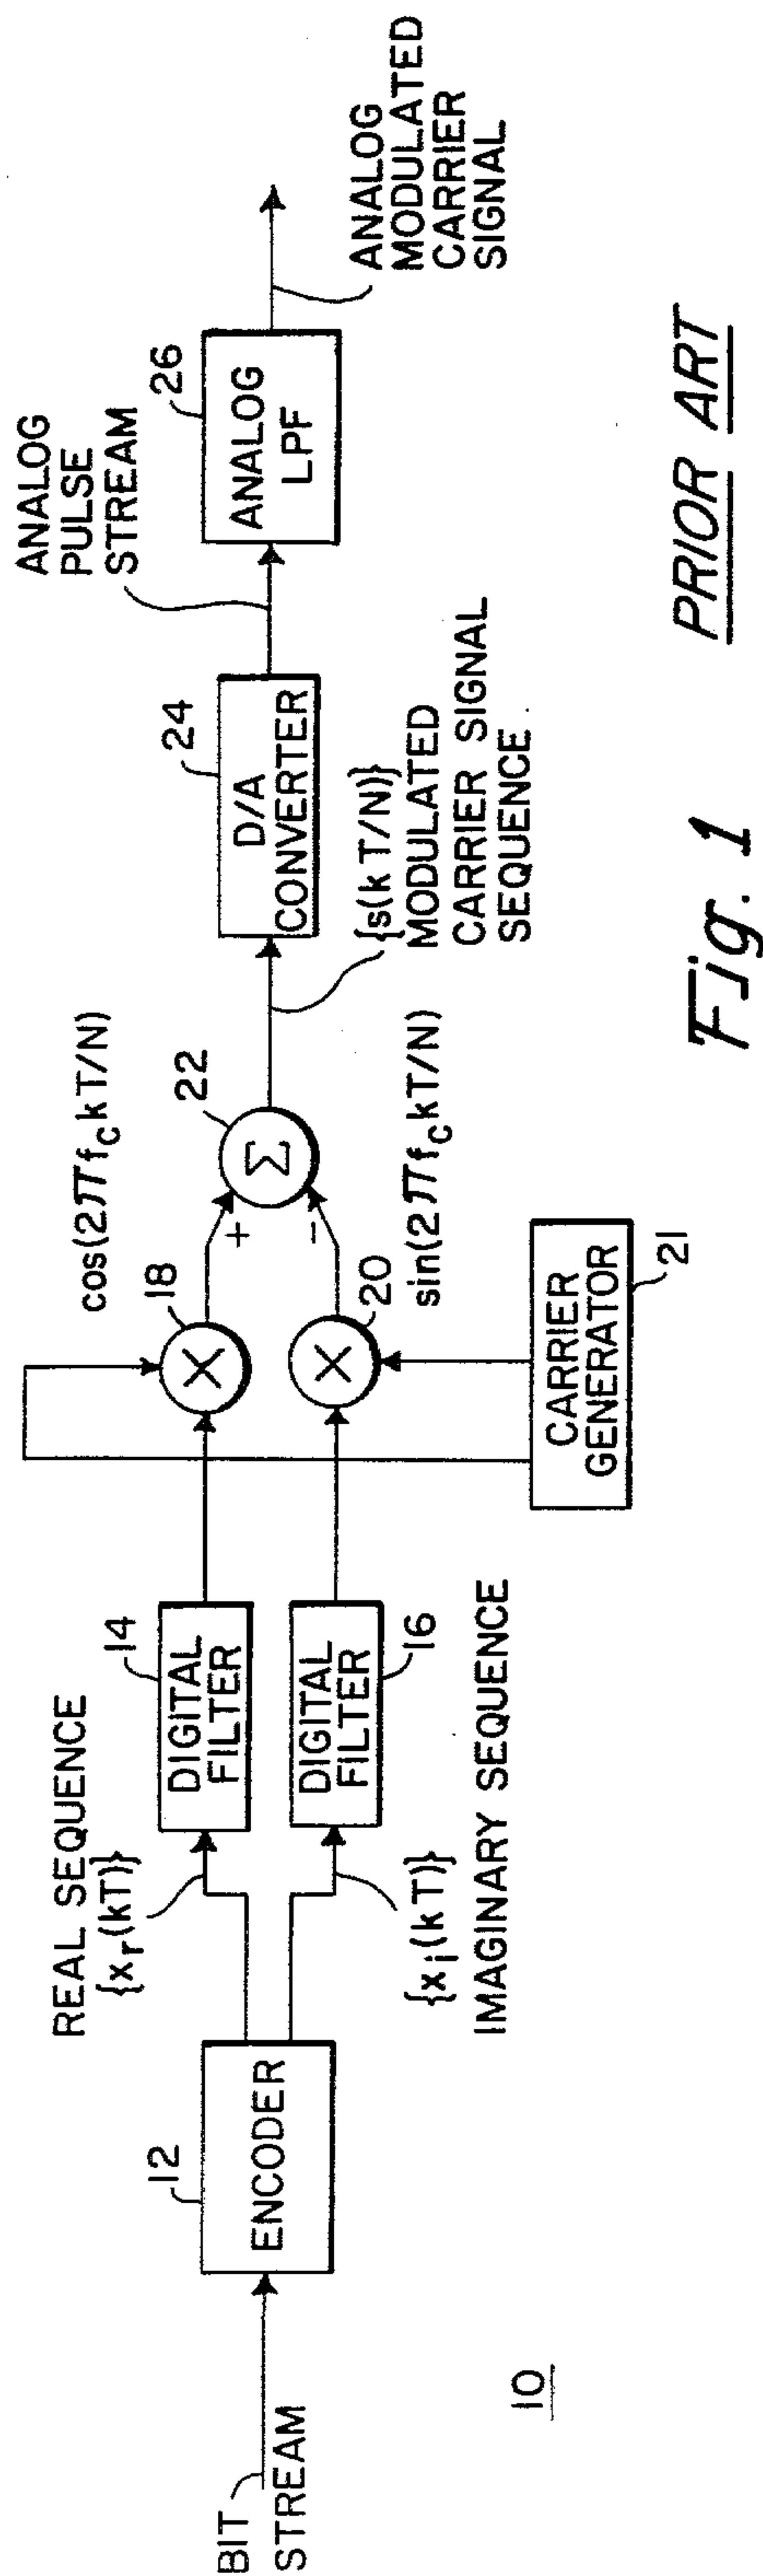 BIT
STREAM
10
12
ENCODER
REAL SEQUENCE
{xr(kT)}
{xi(kT)}
IMAGINARY SEQUENCE
14
DIGITAL
FILTER
DIGITAL
FILTER
16
18
cos(2πfckT/N)
×
×
20
sin(2πfckT/N)
CARRIER
GENERATOR
21
+
-
22
Σ
{s(kT/N)}
MODULATED
CARRIER SIGNAL
SEQUENCE
24
D/A
CONVERTER
ANALOG
PULSE
STREAM
26
ANALOG
LPF
ANALOG
MODULATED
CARRIER
SIGNAL
Fig. 1
PRIOR ART